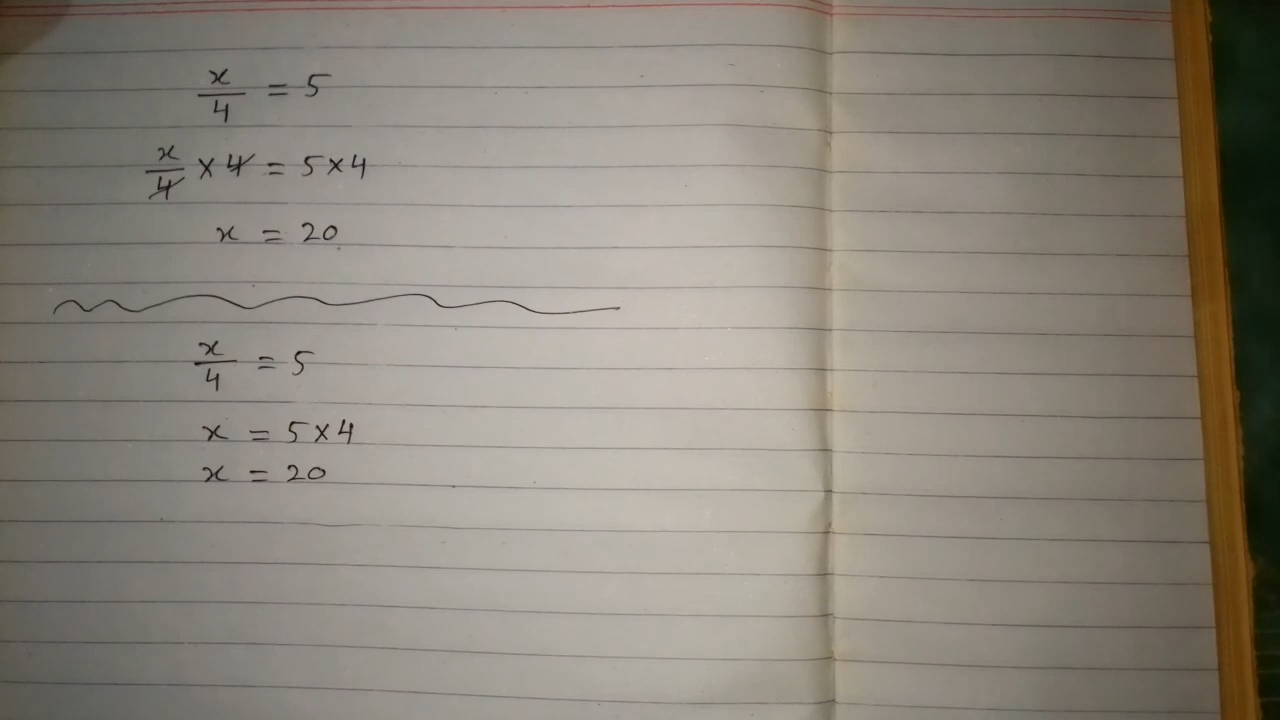 x/4 = 5
x/4 × 4 = 5 × 4
x = 20
x/4 = 5
x = 5 × 4
x = 20